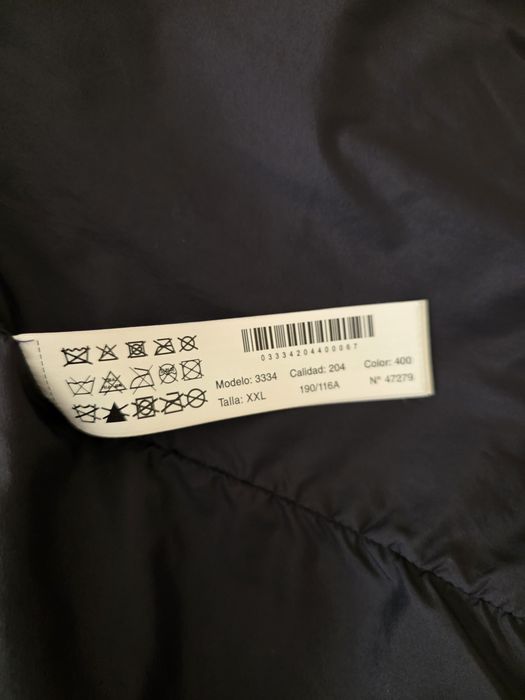 03334204400067
Modelo: 3334 Calidad: 204 Color: 400
Talla: XXL 190/116A Nº 47279